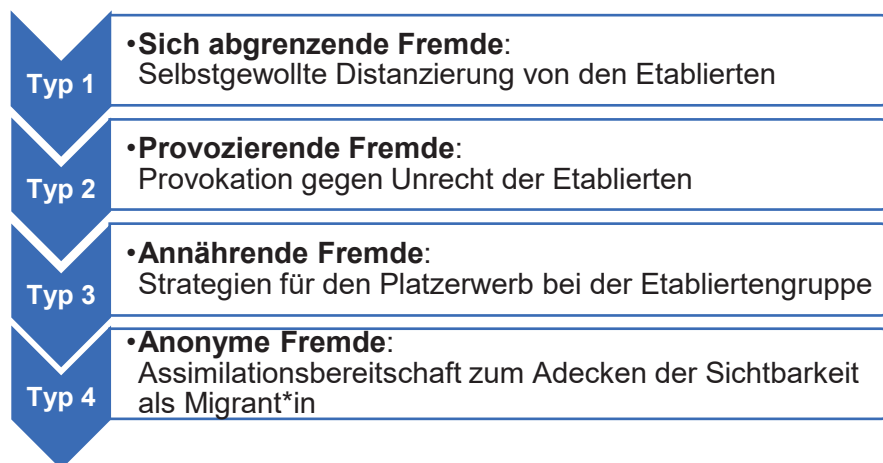 Typ 1
•Sich abgrenzende Fremde:
Selbstgewollte Distanzierung von den Etablierten
Typ 2
•Provozierende Fremde:
Provokation gegen Unrecht der Etablierten
Typ 3
•Annährende Fremde:
Strategien für den Platzerwerb bei der Etabliertengruppe
Typ 4
•Anonyme Fremde:
Assimilationsbereitschaft zum Adecken der Sichtbarkeit
als Migrant*in